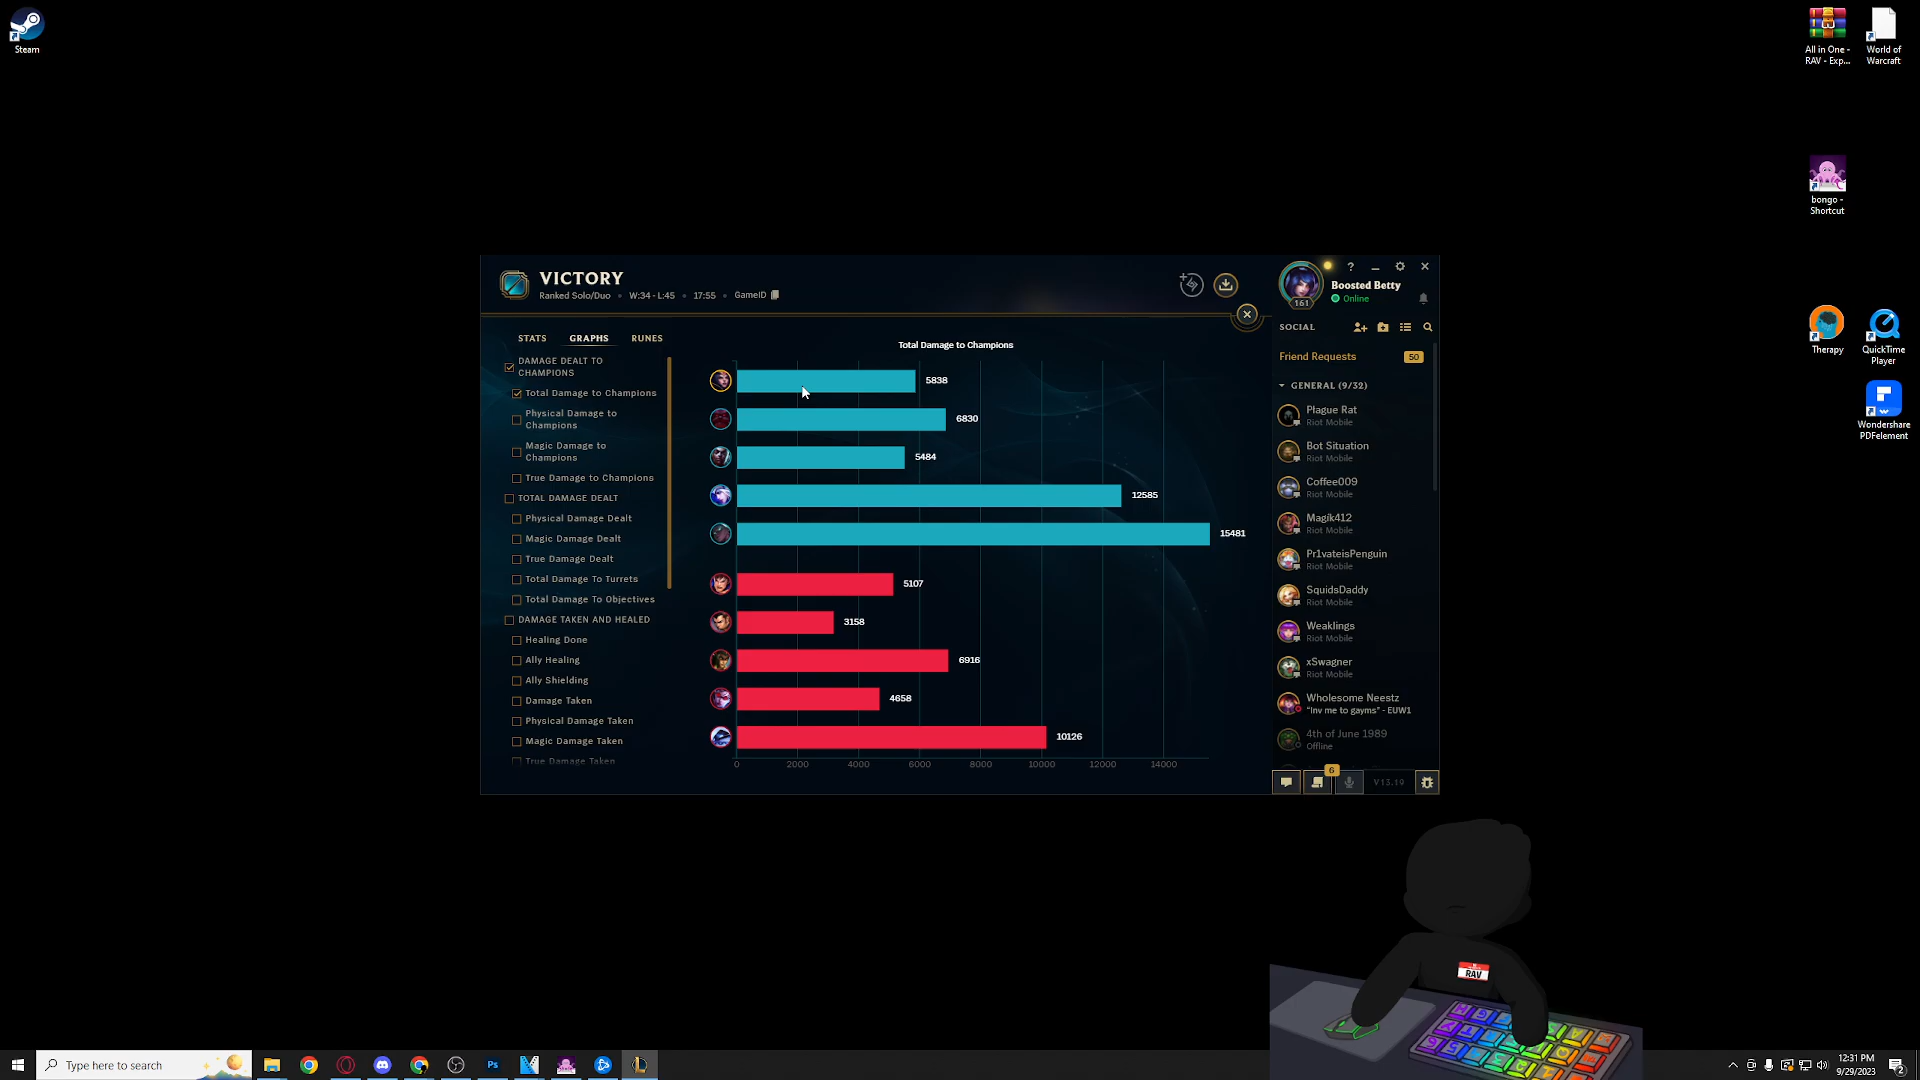 Steam
All in One -
RAV - Exp...
World of
Warcraft
bongo -
Shortcut
Therapy
QuickTime
Player
Wondershare
PDFelement
VICTORY
Ranked Solo/Duo • W:34 - L:45 • 17:55 GameID
STATS GRAPHS RUNES
DAMAGE DEALT TO
CHAMPIONS
Total Damage to Champions
Physical Damage to
Champions
Magic Damage to
Champions
True Damage to Champions
TOTAL DAMAGE DEALT
Physical Damage Dealt
Magic Damage Dealt
True Damage Dealt
Total Damage To Turrets
Total Damage To Objectives
DAMAGE TAKEN AND HEALED
Healing Done
Ally Healing
Ally Shielding
Damage Taken
Physical Damage Taken
Magic Damage Taken
True Damage Taken
Total Damage to Champions
5838
6830
5484
12585
15481
5107
3158
6916
4658
10126
0 2000 4000 6000 8000 10000 12000 14000
161
Boosted Betty
Online
SOCIAL
Friend Requests 50
GENERAL (9/32)
Plague Rat
Riot Mobile
Bot Situation
Riot Mobile
Coffee009
Riot Mobile
Magik412
Riot Mobile
Pr1vateisPenguin
Riot Mobile
SquidsDaddy
Riot Mobile
Weaklings
Riot Mobile
xSwagner
Riot Mobile
Wholesome Neestz
"Inv me to gayms" - EUW1
4th of June 1989
Offline
6
V13.19
RAV
Type here to search
Ps
12:31 PM
9/29/2023
2